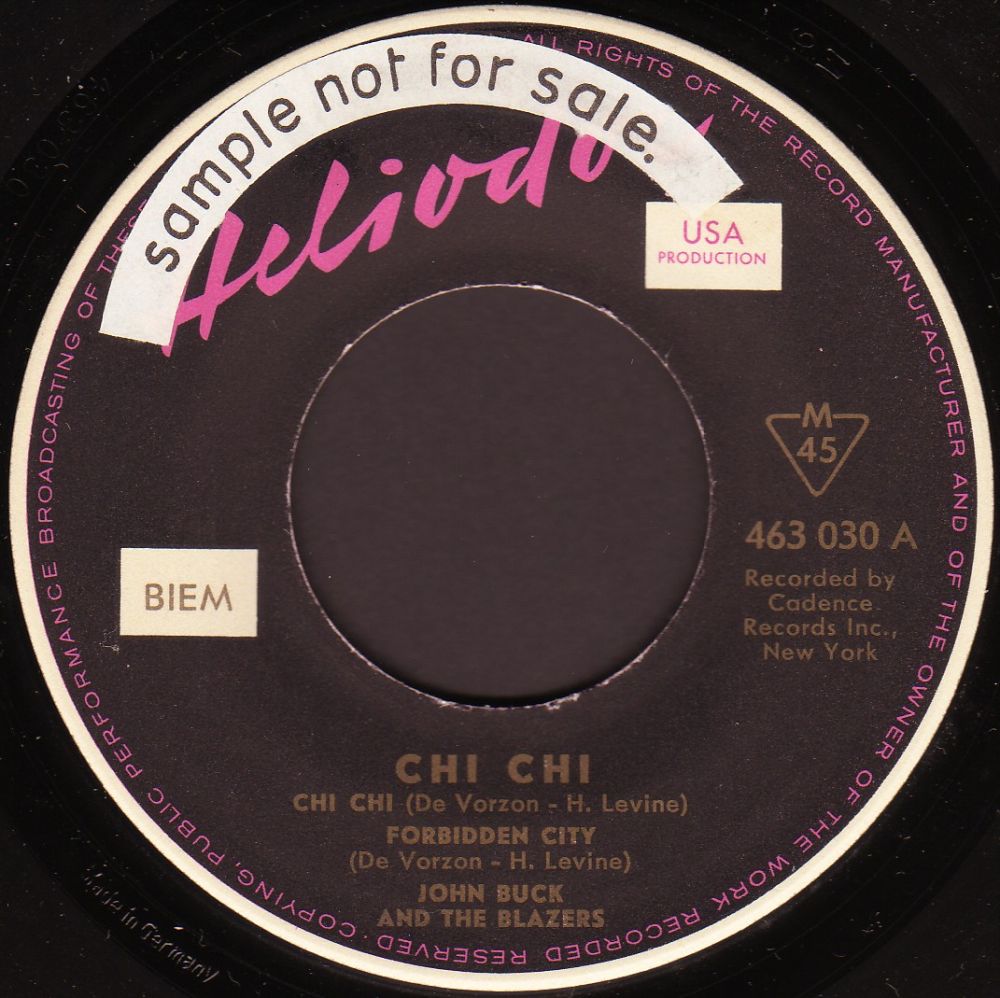 sample not for sale.
Heliodor
USA
PRODUCTION
M
45
463 030 A
Recorded by
Cadence
Records Inc.,
New York
BIEM
CHI CHI
CHI CHI (De Vorzon - H. Levine)
FORBIDDEN CITY
(De Vorzon - H. Levine)
JOHN BUCK
AND THE BLAZERS
ALL RIGHTS OF THE RECORD MANUFACTURER AND OF THE OWNER OF THE WORK RECORDED RESERVED. COPYING, PUBLIC PERFORMANCE BROADCASTING OF THESE
Made in Germany